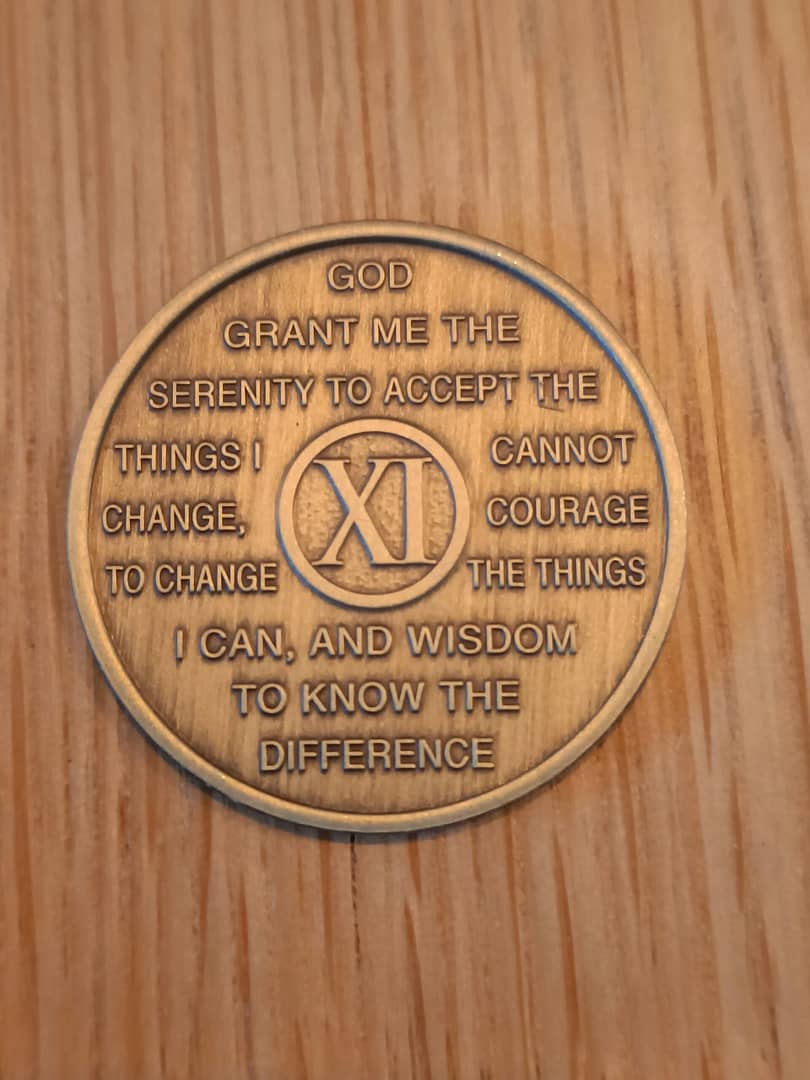 GOD
GRANT ME THE
SERENITY TO ACCEPT THE
THINGS I CANNOT
CHANGE, COURAGE
XI
TO CHANGE THE THINGS
I CAN, AND WISDOM
TO KNOW THE
DIFFERENCE